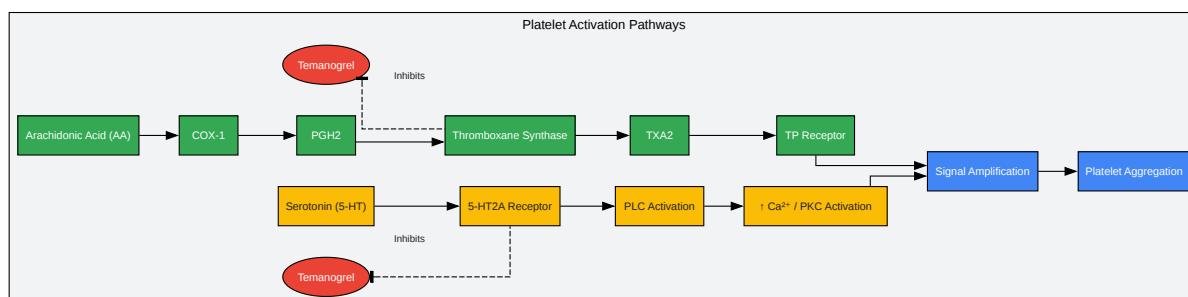 Platelet Activation Pathways
Temanogrel
Inhibits
Arachidonic Acid (AA)
COX-1
PGH2
Thromboxane Synthase
TXA2
TP Receptor
Signal Amplification
Platelet Aggregation
Serotonin (5-HT)
5-HT2A Receptor
PLC Activation
↑ Ca²⁺ / PKC Activation
Inhibits
Temanogrel